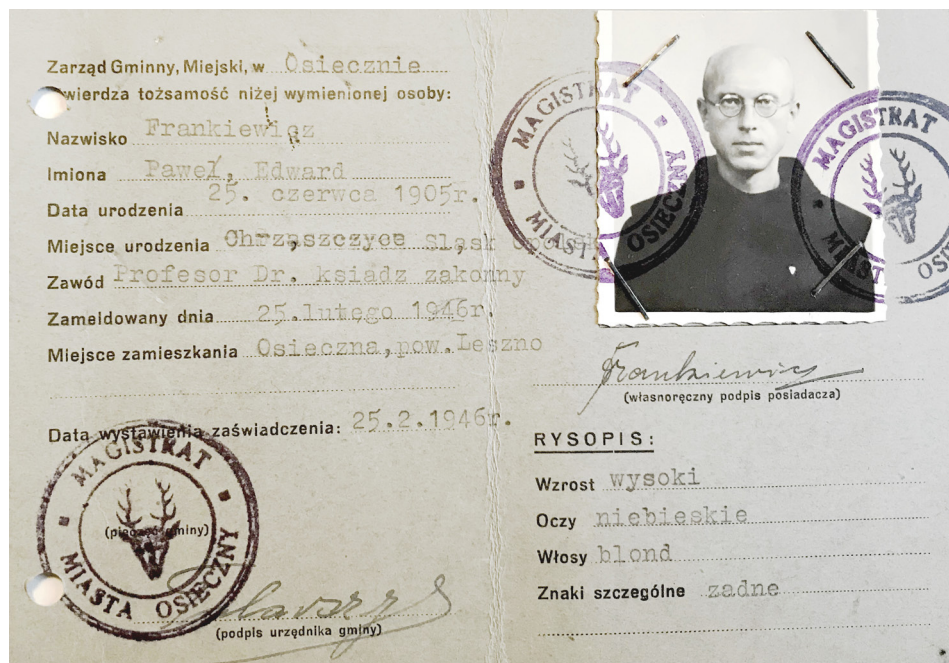 Zarząd Gminny, Miejski, w Osiecznie
stwierdza tożsamość niżej wymienionej osoby:
Nazwisko Frankiewicz
Imiona Paweł, Edward
Data urodzenia 25. czerwca 1905r.
Miejsce urodzenia Chrząszczyce Śląsk Opolsk
Zawód Profesor Dr. ksiądz zakonny
Zameldowany dnia 25.lutego 1946r.
Miejsce zamieszkania Osieczna,pow.Leszno
Data wystawienia zaświadczenia: 25.2.1946r.
MAGISTRAT
MIASTA OSIECZNY
(pieczęć gminy)
(podpis urzędnika gminy)
MAGISTRAT
MIASTA OSIECZNY
MAGISTRAT
MIASTA OSIE
Frankiewicz
(własnoręczny podpis posiadacza)
RYSOPIS:
Wzrost wysoki
Oczy niebieskie
Włosy blond
Znaki szczególne żadne